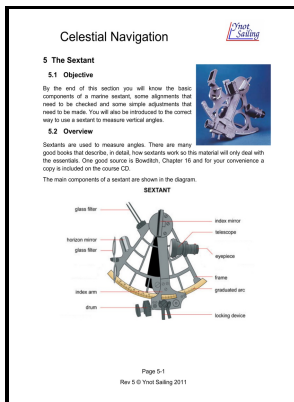 Celestial Navigation
Ynot
Sailing
5 The Sextant
5.1 Objective
By the end of this section you will know the basic
components of a marine sextant, some alignments that
need to be checked and some simple adjustments that
need to be made. You will also be introduced to the correct
way to use a sextant to measure vertical angles.
5.2 Overview
Sextants are used to measure angles. There are many
good books that describe, in detail, how sextants work so this material will only deal with
the essentials. One good source is Bowditch, Chapter 16 and for your convenience a
copy is included on the course CD.
The main components of a sextant are shown in the diagram.
SEXTANT
glass filter
index mirror
telescope
horizon mirror
glass filter
eyepiece
frame
index arm
graduated arc
drum
locking device
Page 5-1
Rev 5 © Ynot Sailing 2011